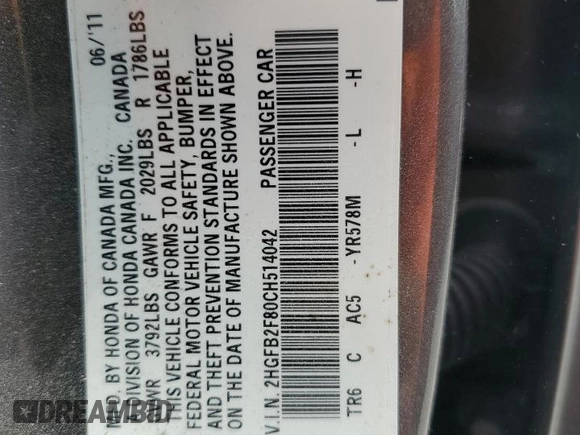 MFD. BY HONDA OF CANADA MFG., 06/'11
A DIVISION OF HONDA CANADA INC. CANADA
GVWR 3792LBS GAWR F 2029LBS R 1786LBS
THIS VEHICLE CONFORMS TO ALL APPLICABLE
FEDERAL MOTOR VEHICLE SAFETY, BUMPER,
AND THEFT PREVENTION STANDARDS IN EFFECT
ON THE DATE OF MANUFACTURE SHOWN ABOVE.
V.I.N. 2HGFB2F80CH514042 PASSENGER CAR
TR6 C AC5 -YR578M -L -H
DREAMBID